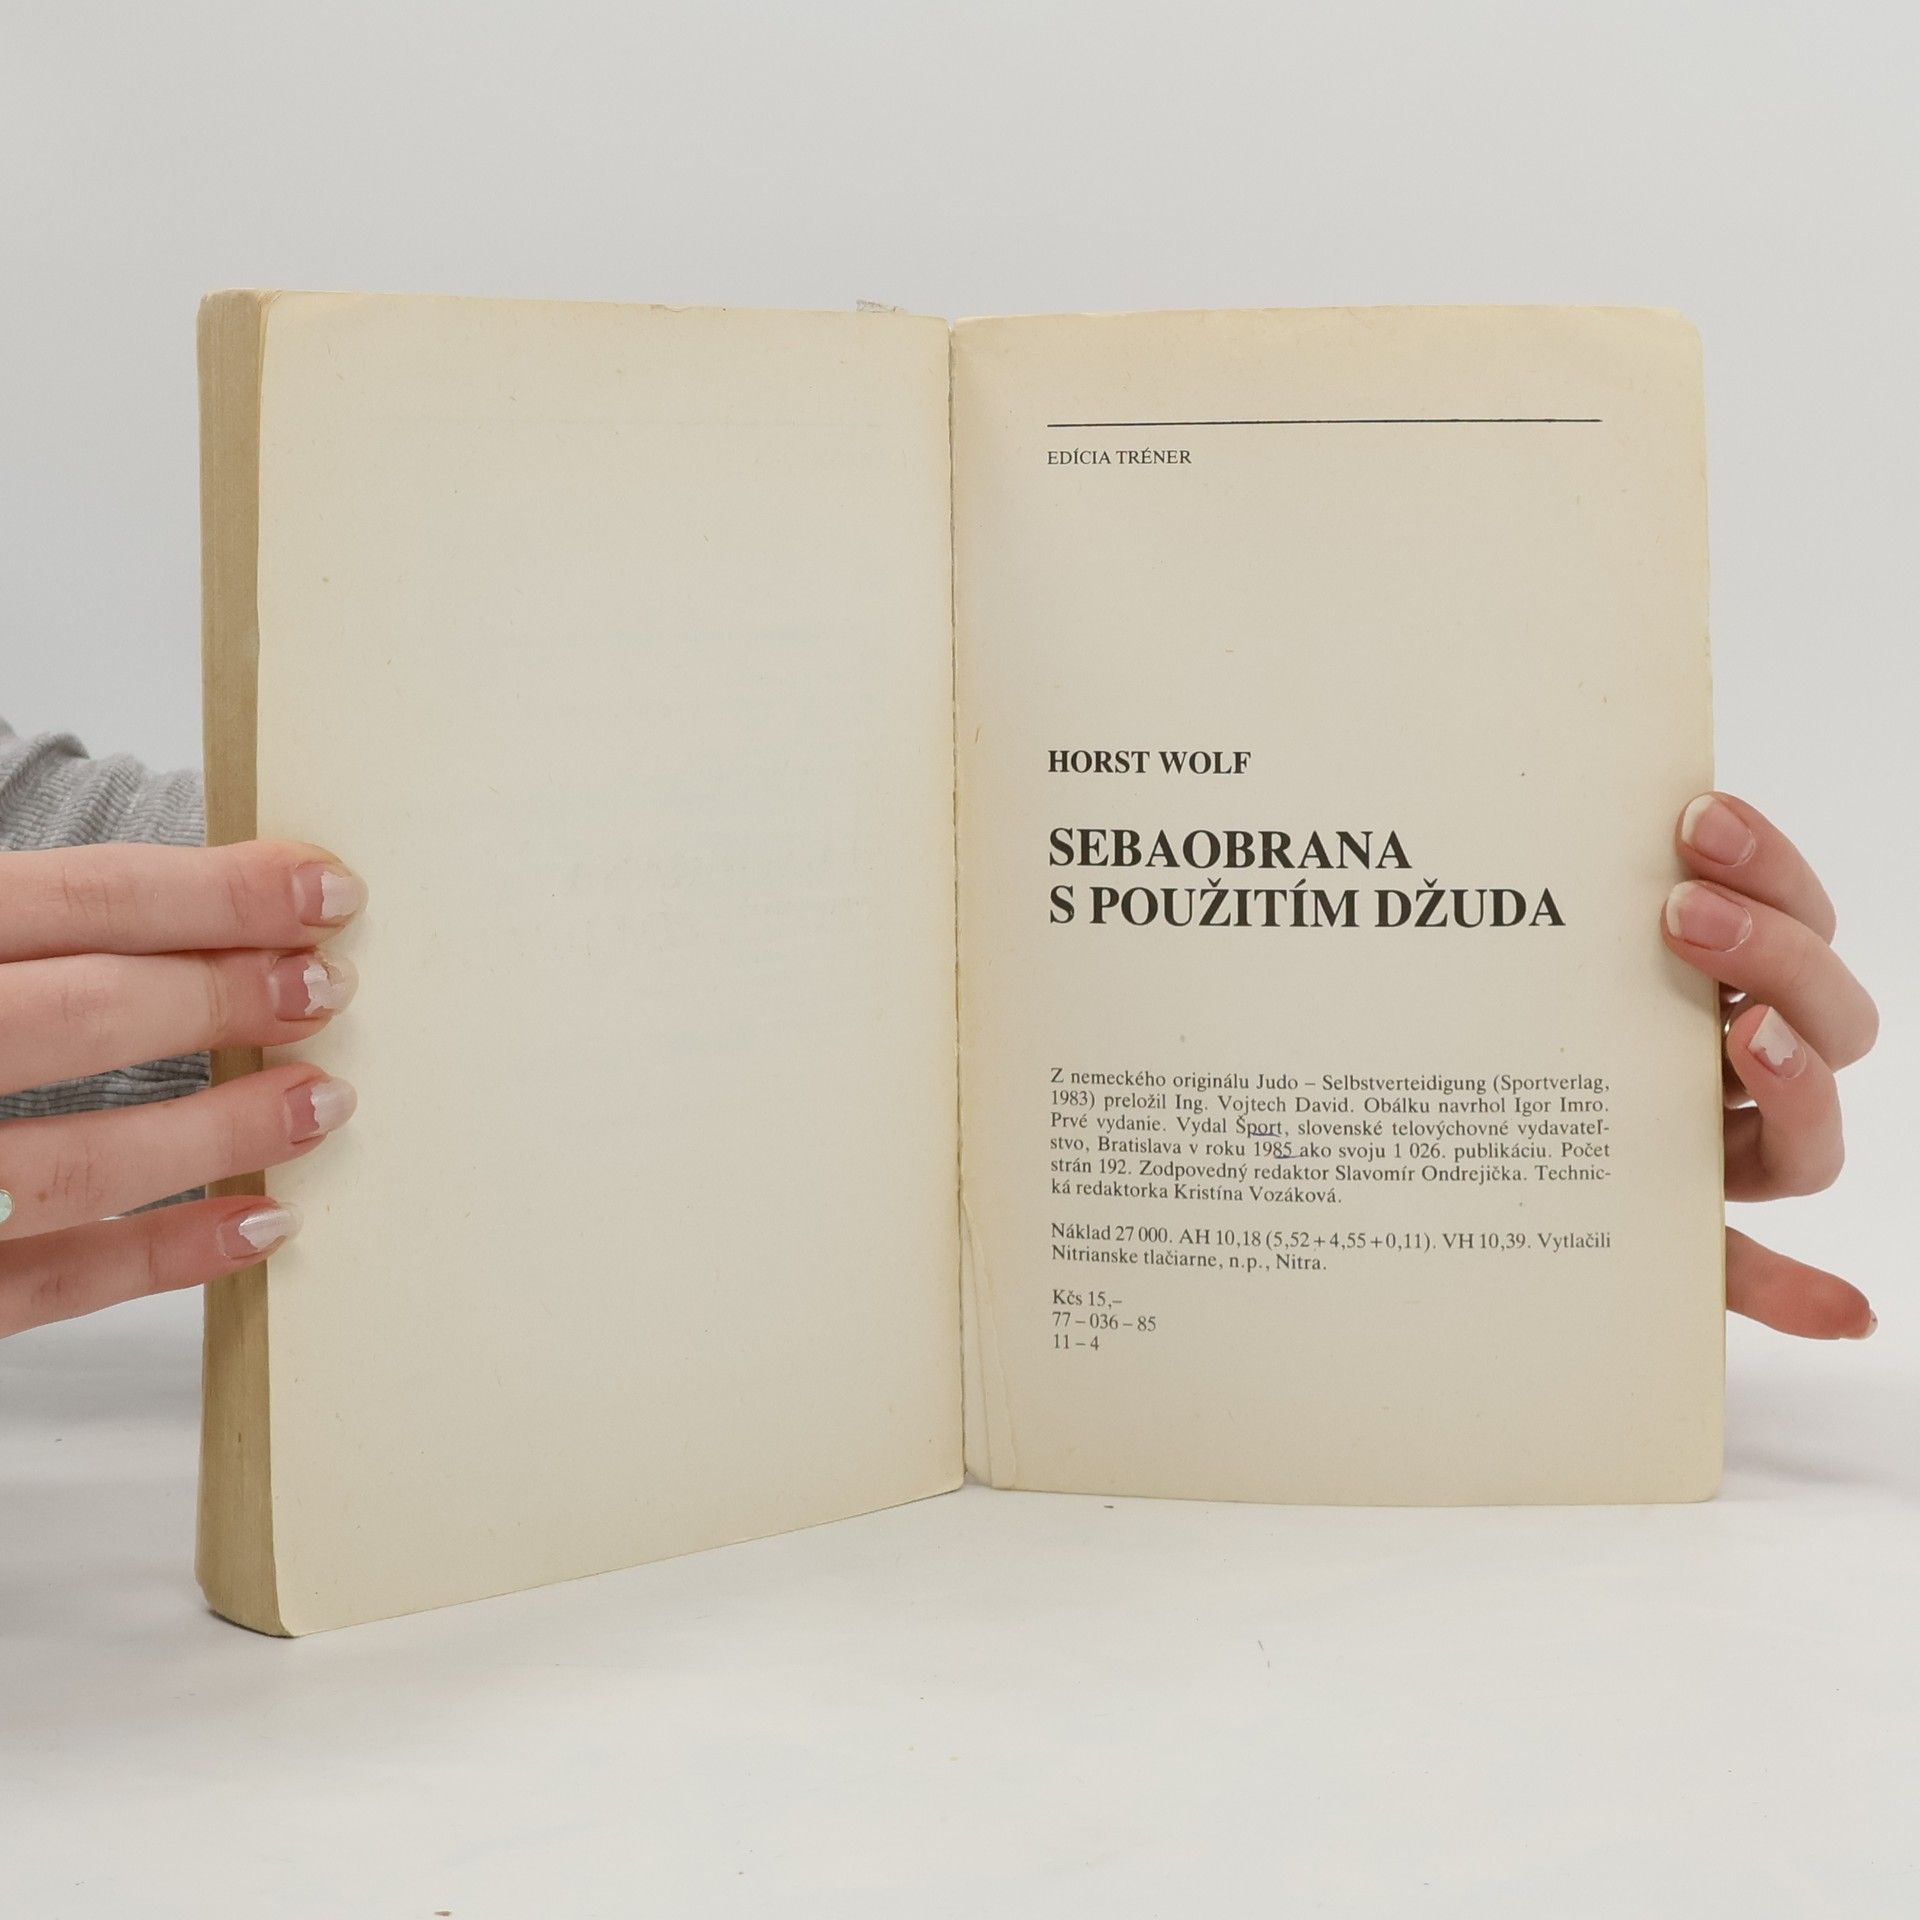 EDÍCIA TRÉNER
HORST WOLF
SEBAOBRANA
S POUŽITÍM DŽUDA
Z nemeckého originálu Judo – Selbstverteidigung (Sportverlag,
1983) preložil Ing. Vojtech David. Obálku navrhol Igor Imro.
Prvé vydanie. Vydal Šport, slovenské telovýchovné vydavateľ-
stvo, Bratislava v roku 1985 ako svoju 1 026. publikáciu. Počet
strán 192. Zodpovedný redaktor Slavomír Ondrejička. Technic-
ká redaktorka Kristína Vozáková.
Náklad 27 000. AH 10,18 (5,52 + 4,55 + 0,11). VH 10,39. Vytlačili
Nitrianske tlačiarne, n.p., Nitra.
Kčs 15,–
77 – 036 – 85
11 – 4